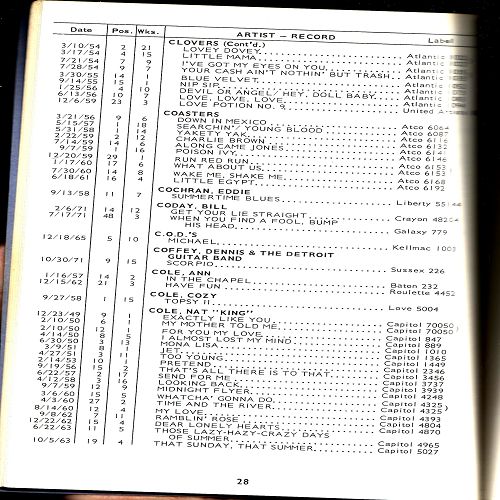 Date Pos. Wks. ARTIST — RECORD Label
CLOVERS (Cont'd.)
3/10/54 2 21 LOVEY DOVEY Atlantic
3/17/54 4 15 LITTLE MAMA Atlantic
7/21/54 7 9 I'VE GOT MY EYES ON YOU Atlantic
7/28/54 9 7 YOUR CASH AIN'T NOTHIN' BUT TRASH Atlantic
3/30/55 14 1 BLUE VELVET Atlantic
9/14/55 15 1 NIP SIP Atlantic
1/25/56 4 10 DEVIL OR ANGEL/ HEY, DOLL BABY Atlantic
6/13/56 10 7 LOVE, LOVE, LOVE Atlantic
12/6/59 23 3 LOVE POTION NO. 9 United
COASTERS
3/21/56 9 6 DOWN IN MEXICO Atco 6064
5/15/57 1 18 SEARCHIN'/ YOUNG BLOOD Atco 6087
5/31/58 1 14 YAKETY YAK Atco 6116
2/22/59 2 12 CHARLIE BROWN Atco 6132
7/14/59 14 6 ALONG CAME JONES Atco 6141
9/7/59 11 6 POISON IVY Atco 6146
12/20/59 29 1 RUN RED RUN Atco 6153
1/17/60 17 6 WHAT ABOUT US Atco 6153
7/30/60 14 8 WAKE ME, SHAKE ME Atco 6168
6/18/61 16 4 LITTLE EGYPT Atco 6192
COCHRAN, EDDIE
9/13/58 11 7 SUMMERTIME BLUES Liberty 55144
CODAY, BILL
2/6/71 14 12 GET YOUR LIE STRAIGHT Crayon
7/17/71 48 3 WHEN YOU FIND A FOOL, BUMP
HIS HEAD Galaxy 779
C.O.D.'S
12/18/65 5 10 MICHAEL Kellmac
COFFEY, DENNIS & THE DETROIT
GUITAR BAND
10/30/71 9 15 SCORPIO Sussex 226
COLE, ANN
1/16/57 14 2 IN THE CHAPEL Baton 232
12/15/62 21 3 HAVE FUN Roulette 4452
COLE, COZY
9/27/58 1 15 TOPSY II Love 5004
COLE, NAT "KING"
12/23/49 9 1 EXACTLY LIKE YOU Capitol 70050
2/10/50 6 1 MY MOTHER TOLD ME Capitol 70050
2/10/50 12 1 FOR YOU MY LOVE Capitol 847
4/14/50 8 5 I ALMOST LOST MY MIND Capitol 889
6/30/50 3 13 MONA LISA Capitol 1010
3/9/51 8 1 JET Capitol 1365
4/27/51 3 11 TOO YOUNG Capitol 1449
2/14/53 10 1 PRETEND Capitol 2346
9/19/56 15 2 THAT'S ALL THERE IS TO THAT Capitol 3456
6/22/57 2 17 SEND FOR ME Capitol 3737
4/12/58 3 16 LOOKING BACK Capitol 3939
9/7/59 12 9 MIDNIGHT FLYER Capitol 4248
3/6/60 15 5 WHATCHA' GONNA DO Capitol 4325
4/3/60 27 2 TIME AND THE RIVER Capitol 4325
8/14/60 12 4 MY LOVE Capitol 4393
9/8/62 7 11 RAMBLIN' ROSE Capitol 4804
12/22/62 15 4 DEAR LONELY HEARTS Capitol 4870
6/22/63 11 5 THOSE LAZY-HAZY-CRAZY DAYS
OF SUMMER Capitol 4965
10/5/63 19 4 THAT SUNDAY, THAT SUMMER Capitol 5027
28